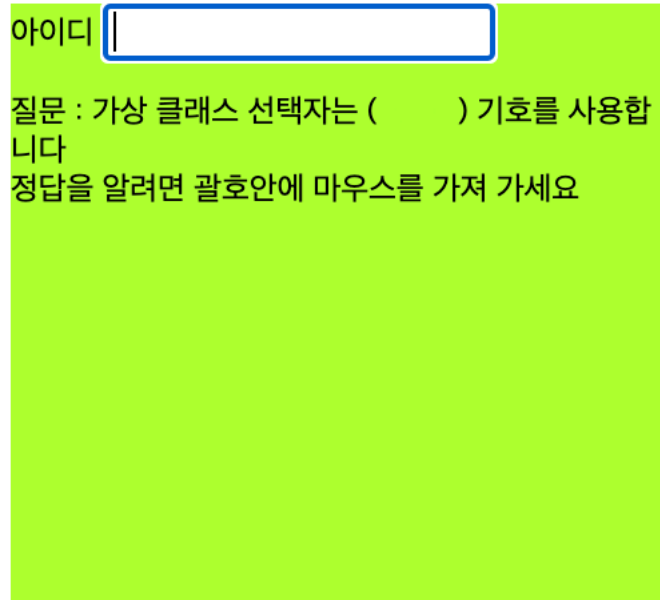 아이디
질문 : 가상 클래스 선택자는 (        ) 기호를 사용합
니다
정답을 알려면 괄호안에 마우스를 가져 가세요